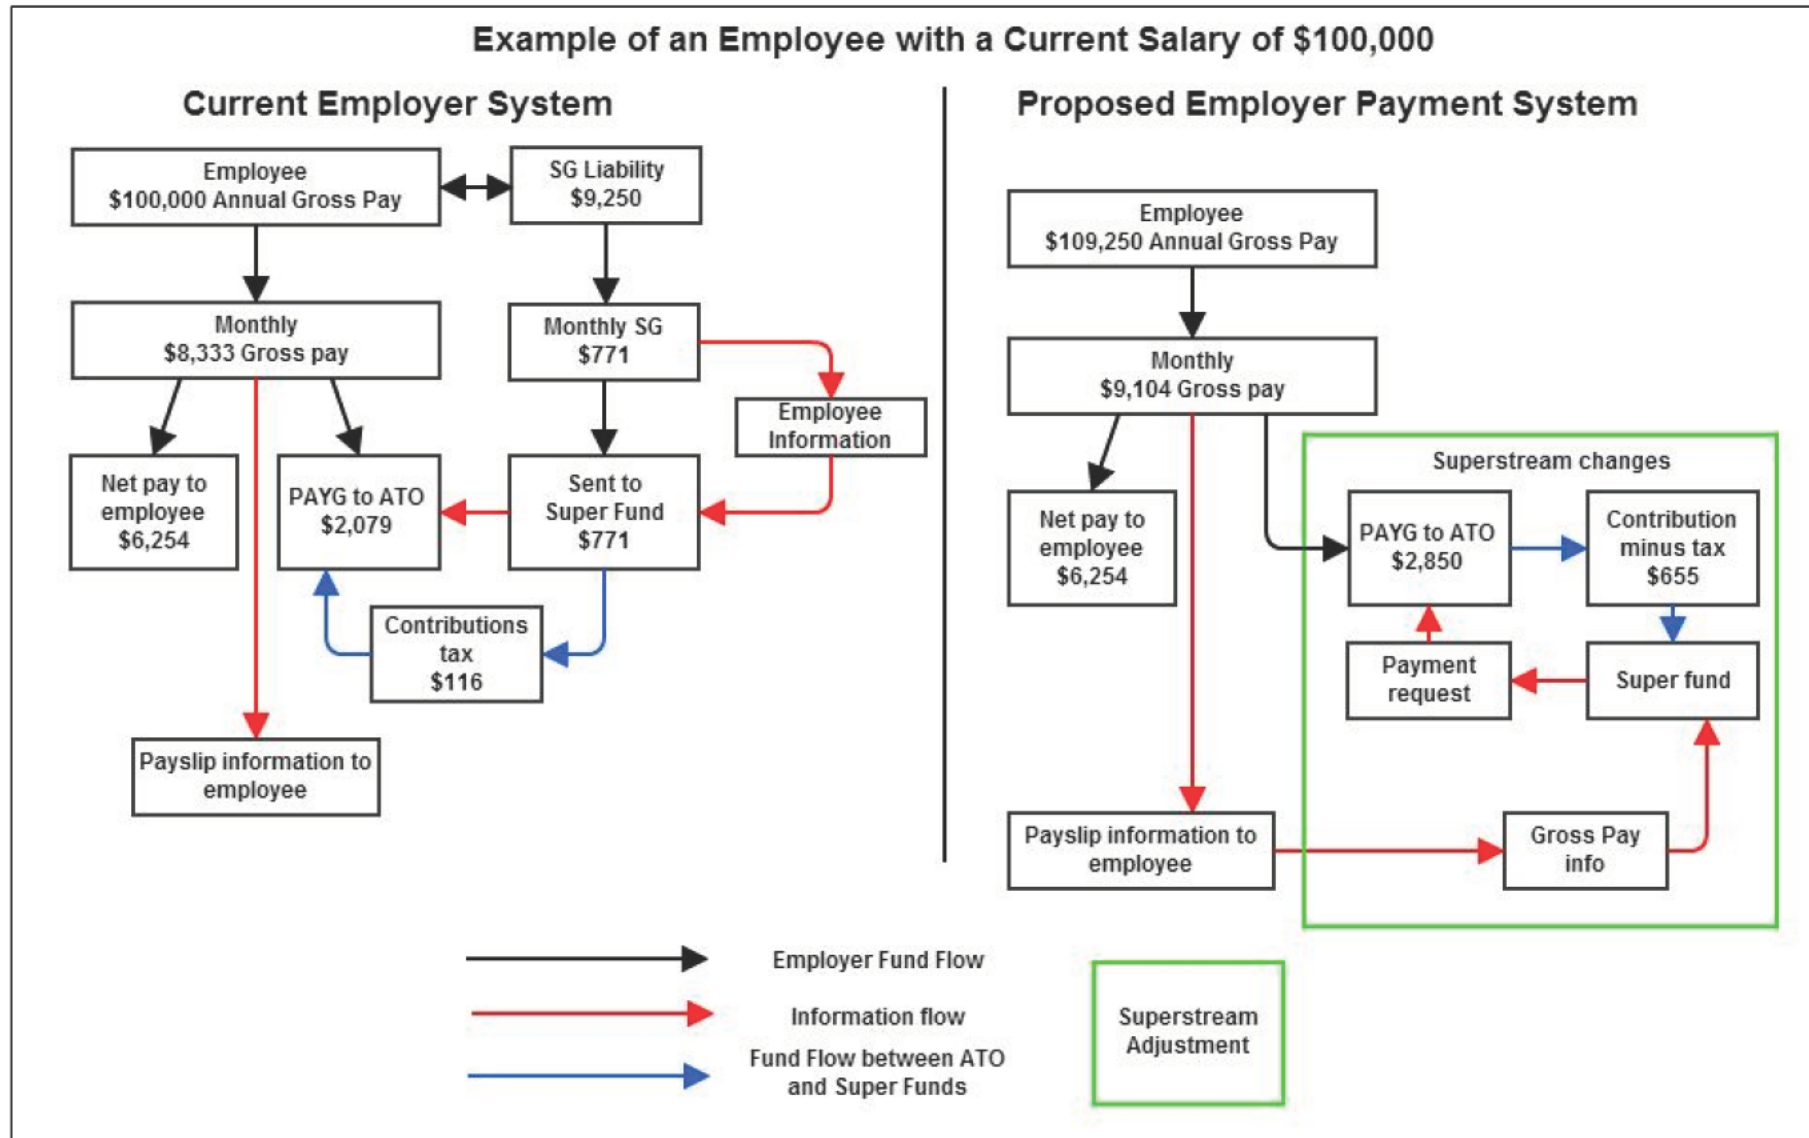 Example of an Employee with a Current Salary of $100,000
Current Employer System
Employee
$100,000 Annual Gross Pay
SG Liability
$9,250
Monthly
$8,333 Gross pay
Monthly SG
$771
Employee
Information
Net pay to
employee
$6,254
PAYG to ATO
$2,079
Sent to
Super Fund
$771
Contributions
tax
$116
Payslip information to
employee
Proposed Employer Payment System
Employee
$109,250 Annual Gross Pay
Monthly
$9,104 Gross pay
Superstream changes
Net pay to
employee
$6,254
PAYG to ATO
$2,850
Contribution
minus tax
$655
Payment
request
Super fund
Payslip information to
employee
Gross Pay
info
Employer Fund Flow
Information flow
Fund Flow between ATO
and Super Funds
Superstream
Adjustment